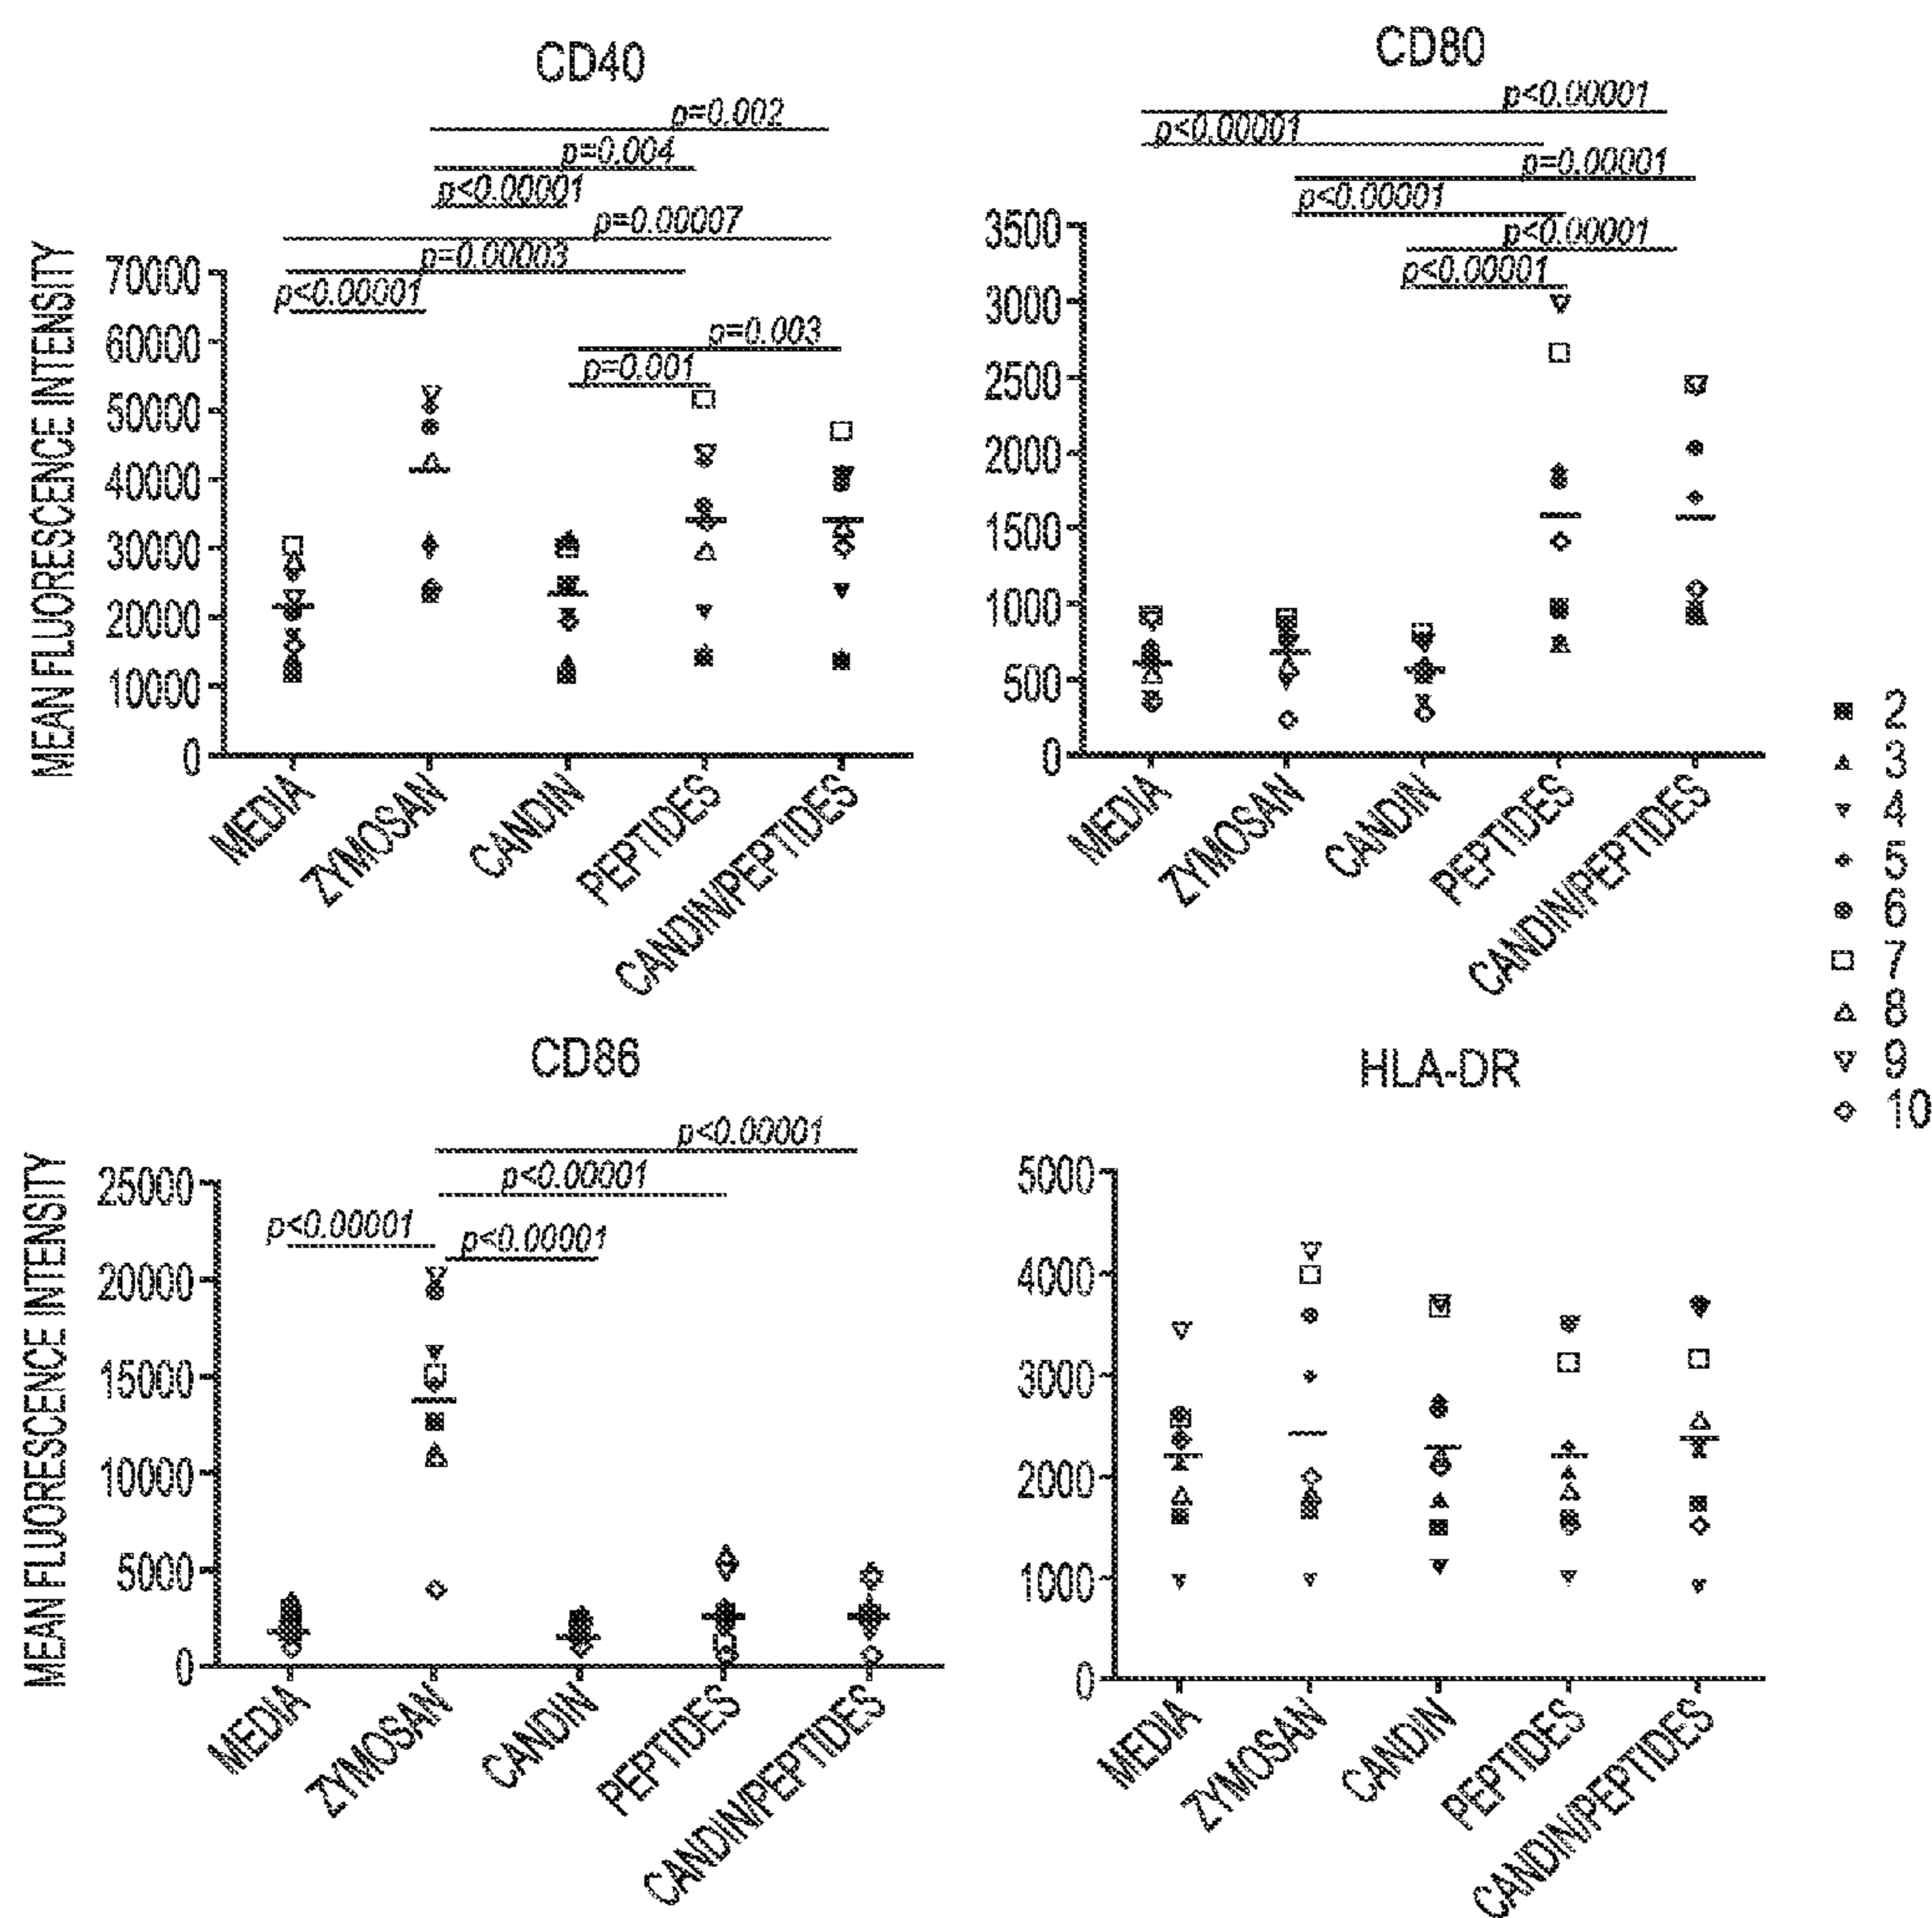 CD40
p=0.002
p=0.004
p<0.00001
p=0.00007
p=0.00003
p<0.00001
p=0.003
p=0.001
MEAN FLUORESCENCE INTENSITY
70000
60000
50000
40000
30000
20000
10000
0
MEDIA
ZYMOSAN
CANDIN
PEPTIDES
CANDIN/PEPTIDES
CD80
p<0.00001
p<0.00001
p=0.00001
p<0.00001
p<0.00001
p<0.00001
3500
3000
2500
2000
1500
1000
500
0
MEDIA
ZYMOSAN
CANDIN
PEPTIDES
CANDIN/PEPTIDES
2
3
4
5
6
7
8
9
10
CD86
p<0.00001
p<0.00001
p<0.00001
p<0.00001
MEAN FLUORESCENCE INTENSITY
25000
20000
15000
10000
5000
0
MEDIA
ZYMOSAN
CANDIN
PEPTIDES
CANDIN/PEPTIDES
HLA-DR
5000
4000
3000
2000
1000
0
MEDIA
ZYMOSAN
CANDIN
PEPTIDES
CANDIN/PEPTIDES